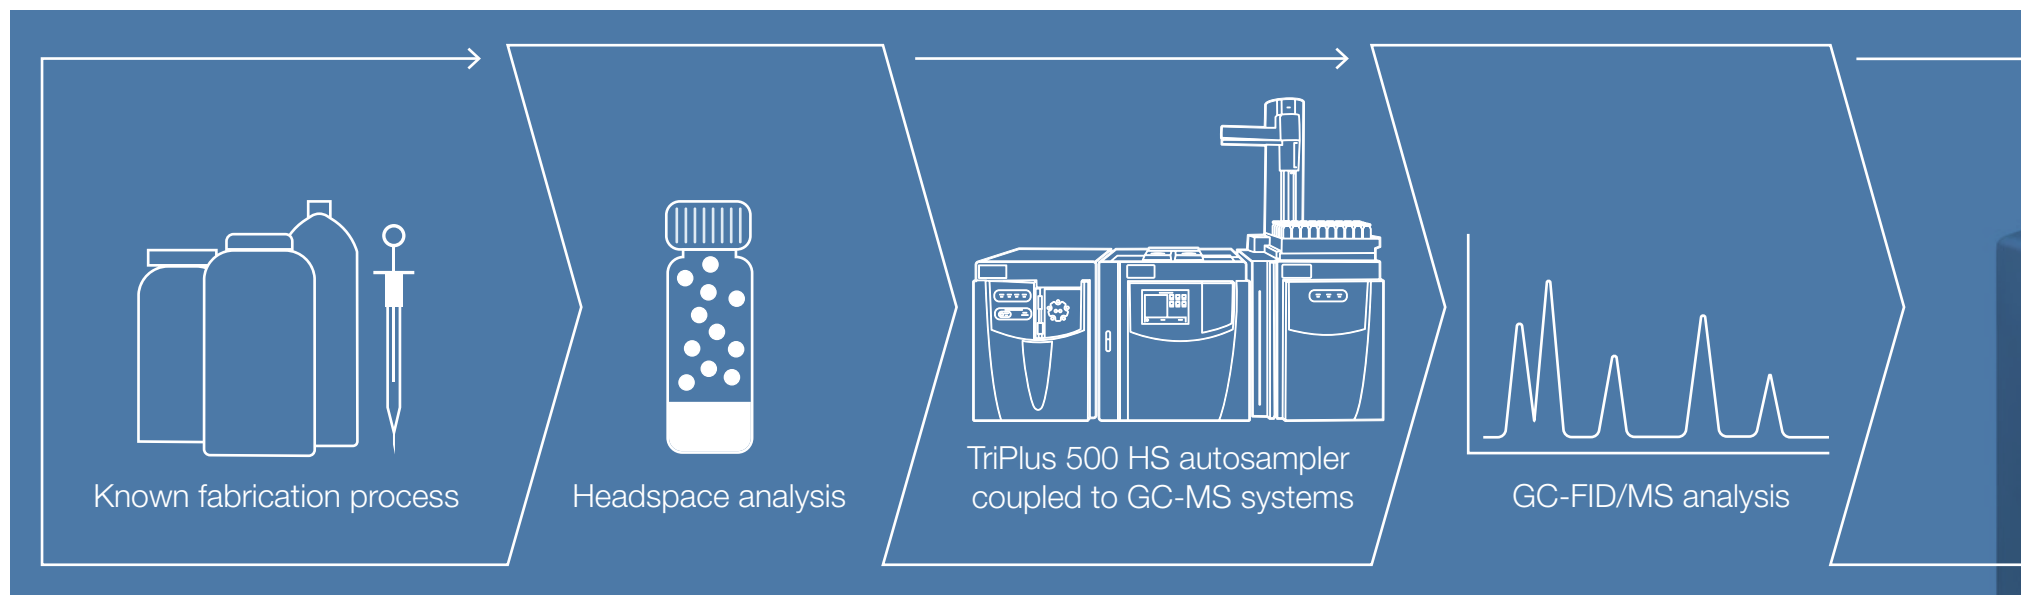 Known fabrication process
Headspace analysis
TriPlus 500 HS autosampler
coupled to GC-MS systems
GC-FID/MS analysis